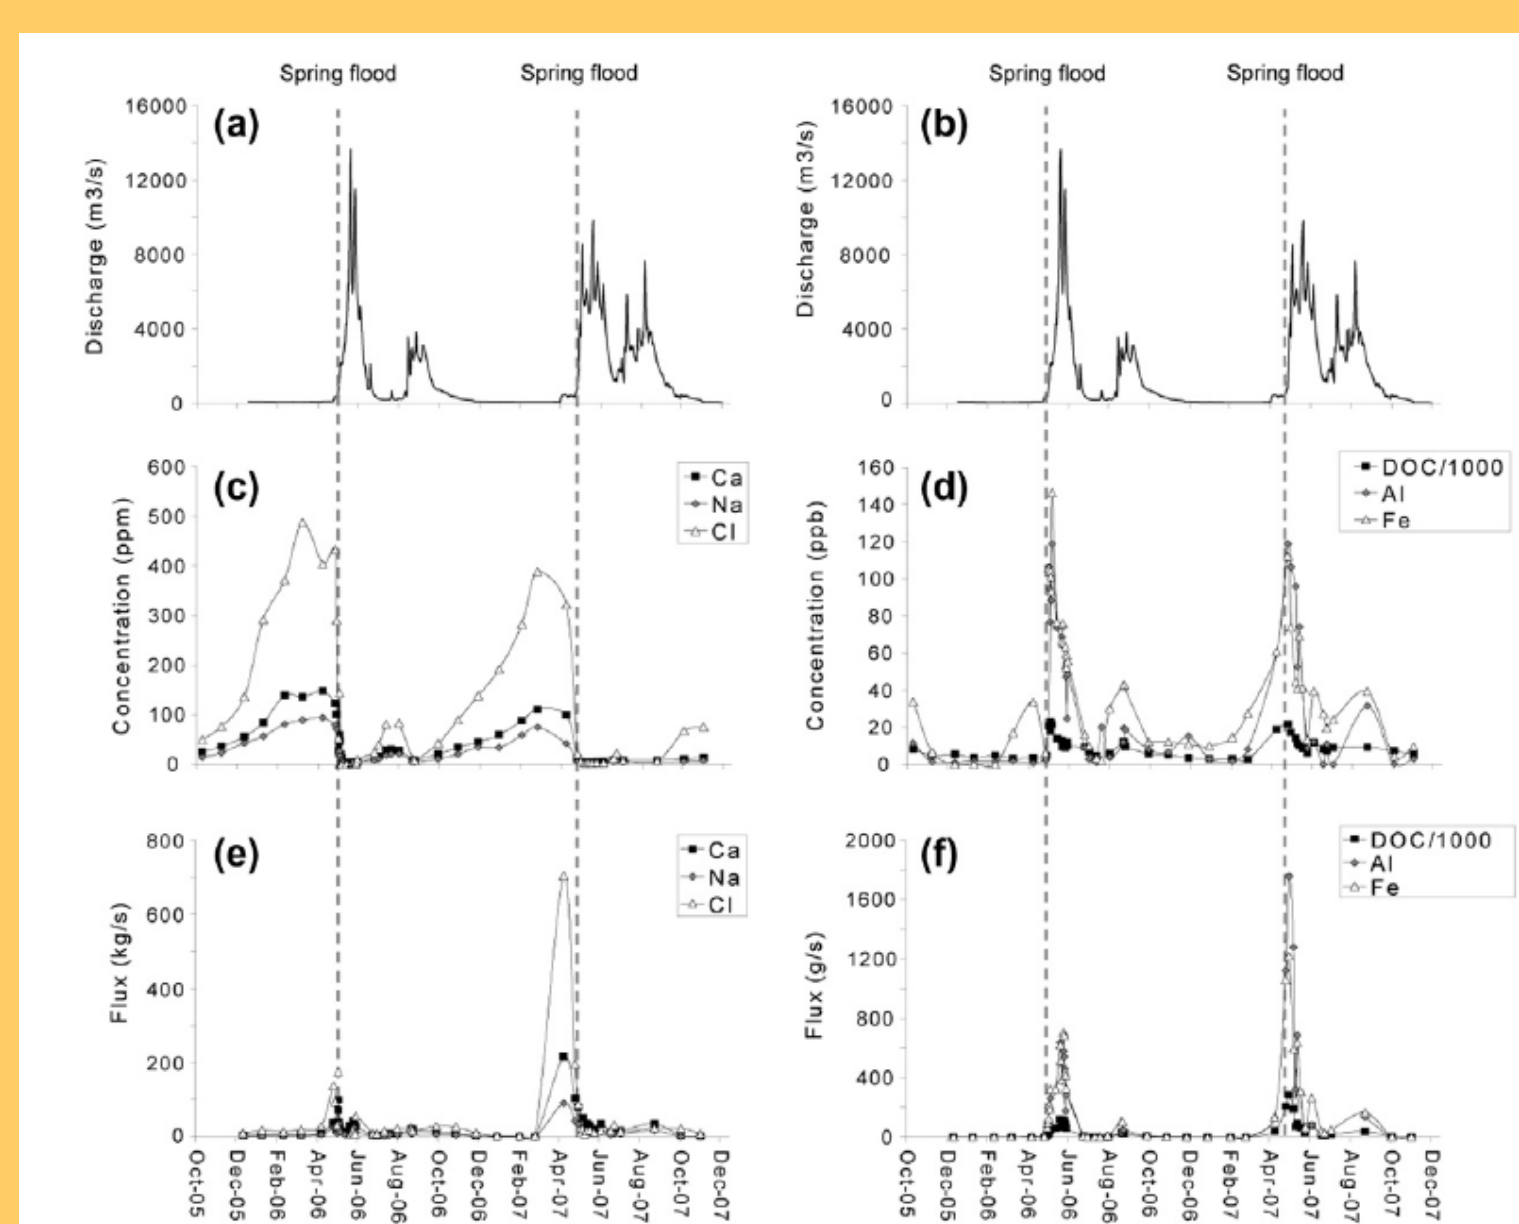 Spring flood
Spring flood
Spring flood
Spring flood
(a)
Discharge (m3/s)
16000
12000
8000
4000
0
(b)
Discharge (m3/s)
16000
12000
8000
4000
0
(c)
Concentration (ppm)
600
500
400
300
200
100
0
Ca
Na
Cl
(d)
Concentration (ppb)
160
140
120
100
80
60
40
20
0
DOC/1000
Al
Fe
(e)
Flux (kg/s)
800
600
400
200
0
Ca
Na
Cl
Oct-05
Dec-05
Feb-06
Apr-06
Jun-06
Aug-06
Oct-06
Dec-06
Feb-07
Apr-07
Jun-07
Aug-07
Oct-07
Dec-07
(f)
Flux (g/s)
2000
1600
1200
800
400
0
DOC/1000
Al
Fe
Oct-05
Dec-05
Feb-06
Apr-06
Jun-06
Aug-06
Oct-06
Dec-06
Feb-07
Apr-07
Jun-07
Aug-07
Oct-07
Dec-07